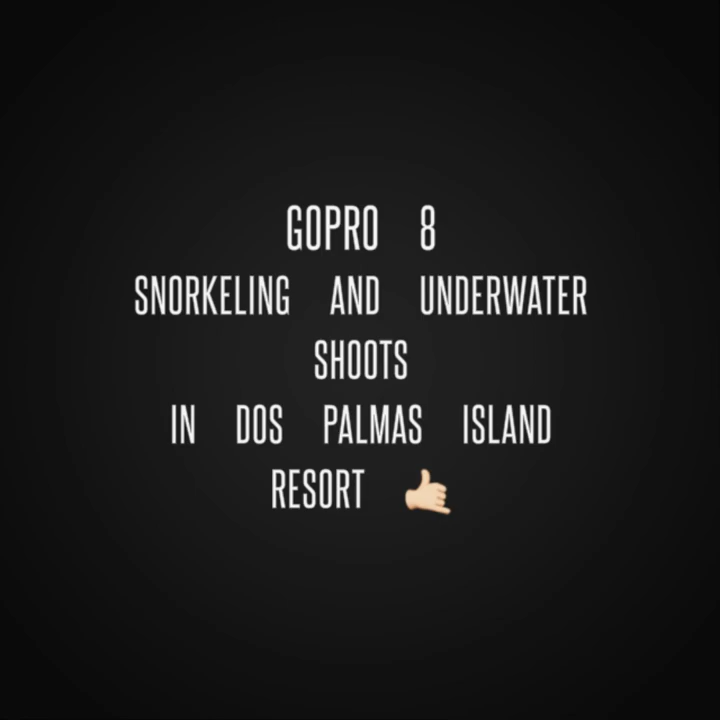 GOPRO 8
SNORKELING AND UNDERWATER
SHOOTS
IN DOS PALMAS ISLAND
RESORT 🤙🏻